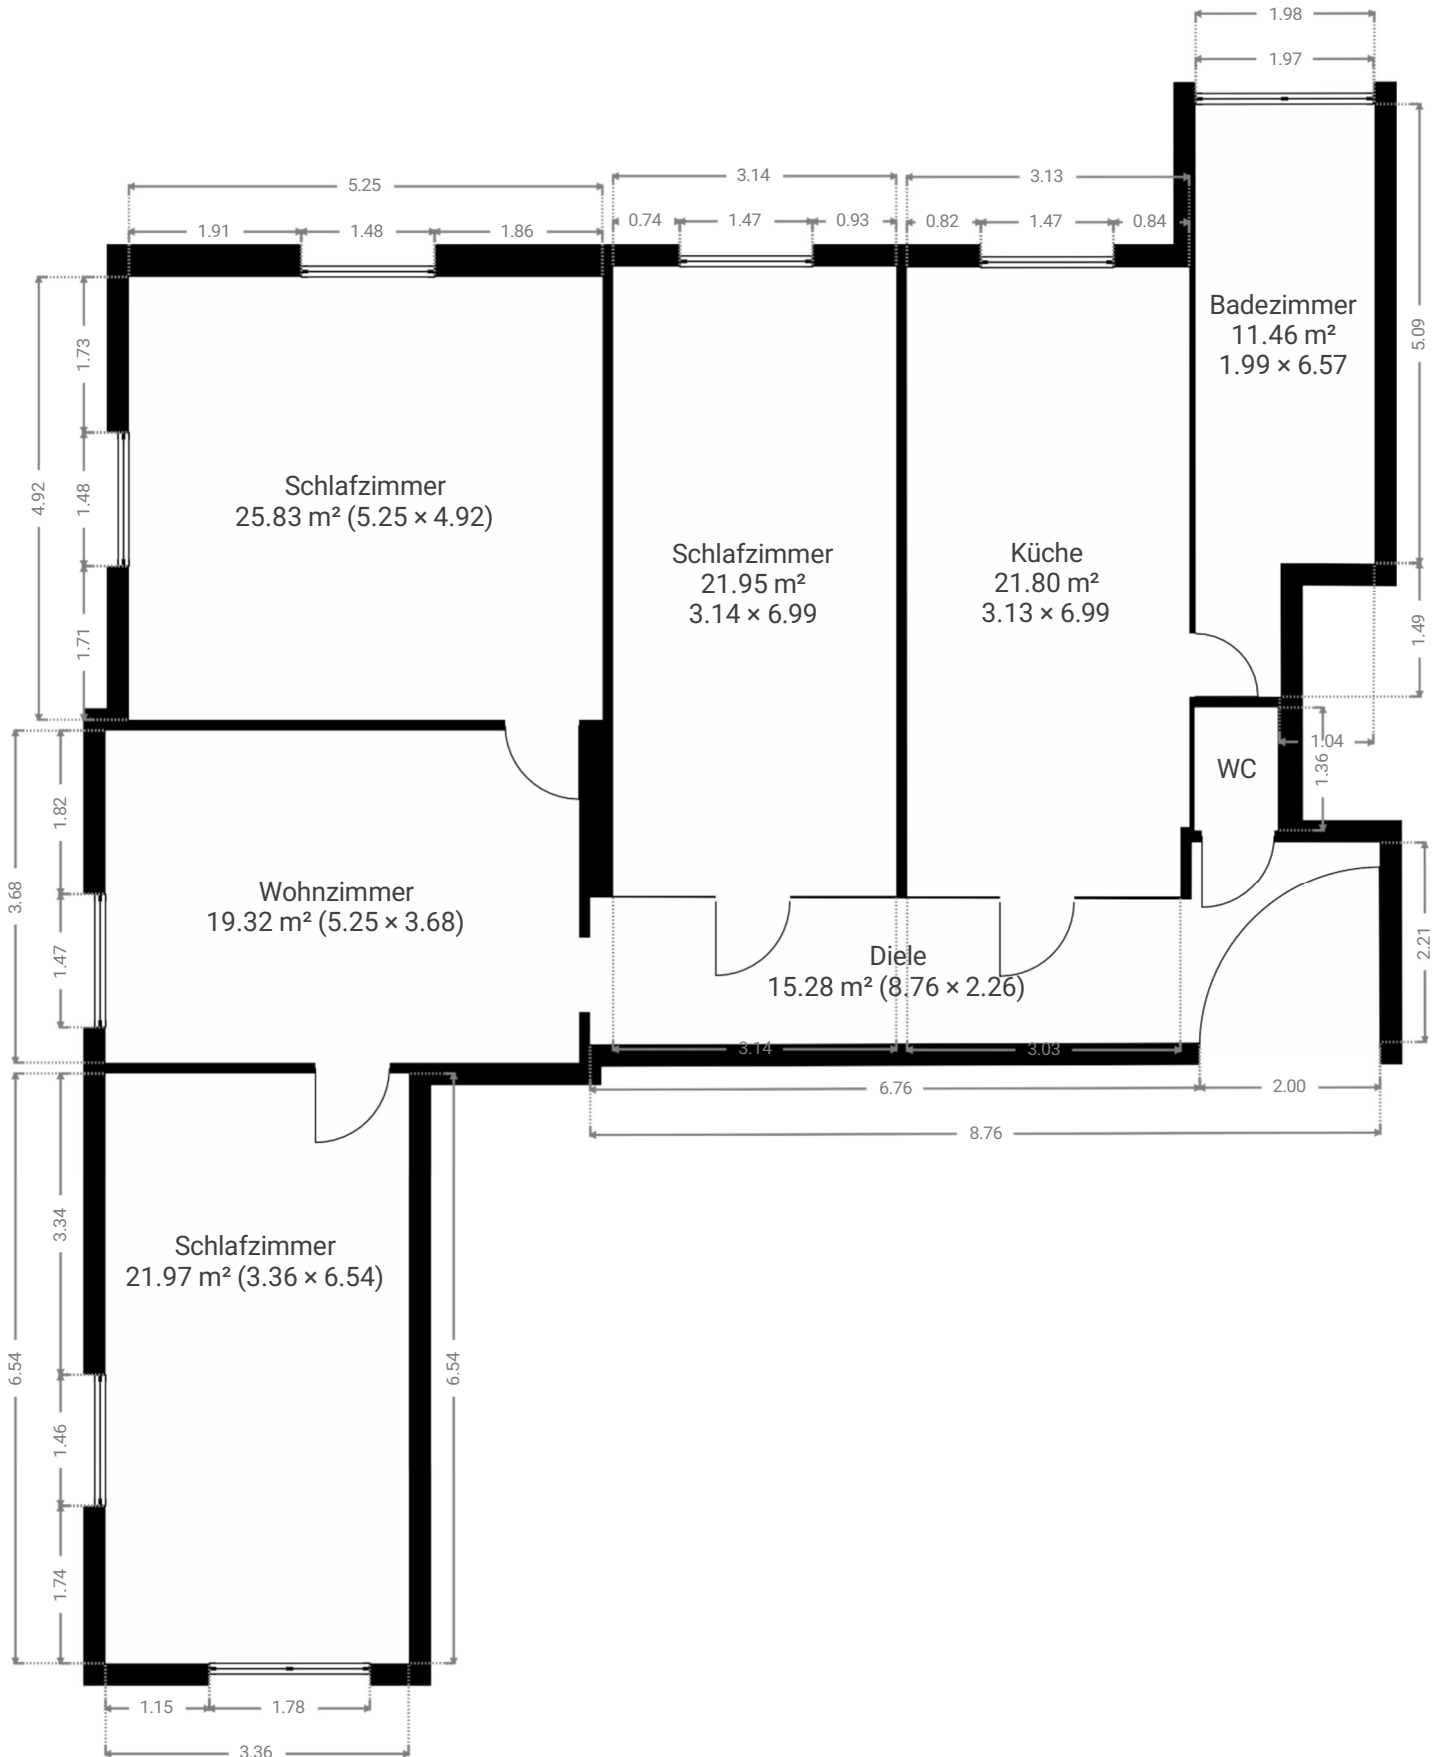 1.98
1.97
5.25
3.14
3.13
1.91
1.48
1.86
0.74
1.47
0.93
0.82
1.47
0.84
4.92
1.73
1.48
1.71
Badezimmer
11.46 m²
1.99 × 6.57
5.09
1.49
Schlafzimmer
25.83 m² (5.25 × 4.92)
Schlafzimmer
21.95 m²
3.14 × 6.99
Küche
21.80 m²
3.13 × 6.99
WC
1.04
1.36
3.68
1.82
1.47
Wohnzimmer
19.32 m² (5.25 × 3.68)
Diele
15.28 m² (8.76 × 2.26)
2.21
3.14
3.03
6.76
2.00
8.76
6.54
3.34
1.46
1.74
Schlafzimmer
21.97 m² (3.36 × 6.54)
6.54
1.15
1.78
3.36